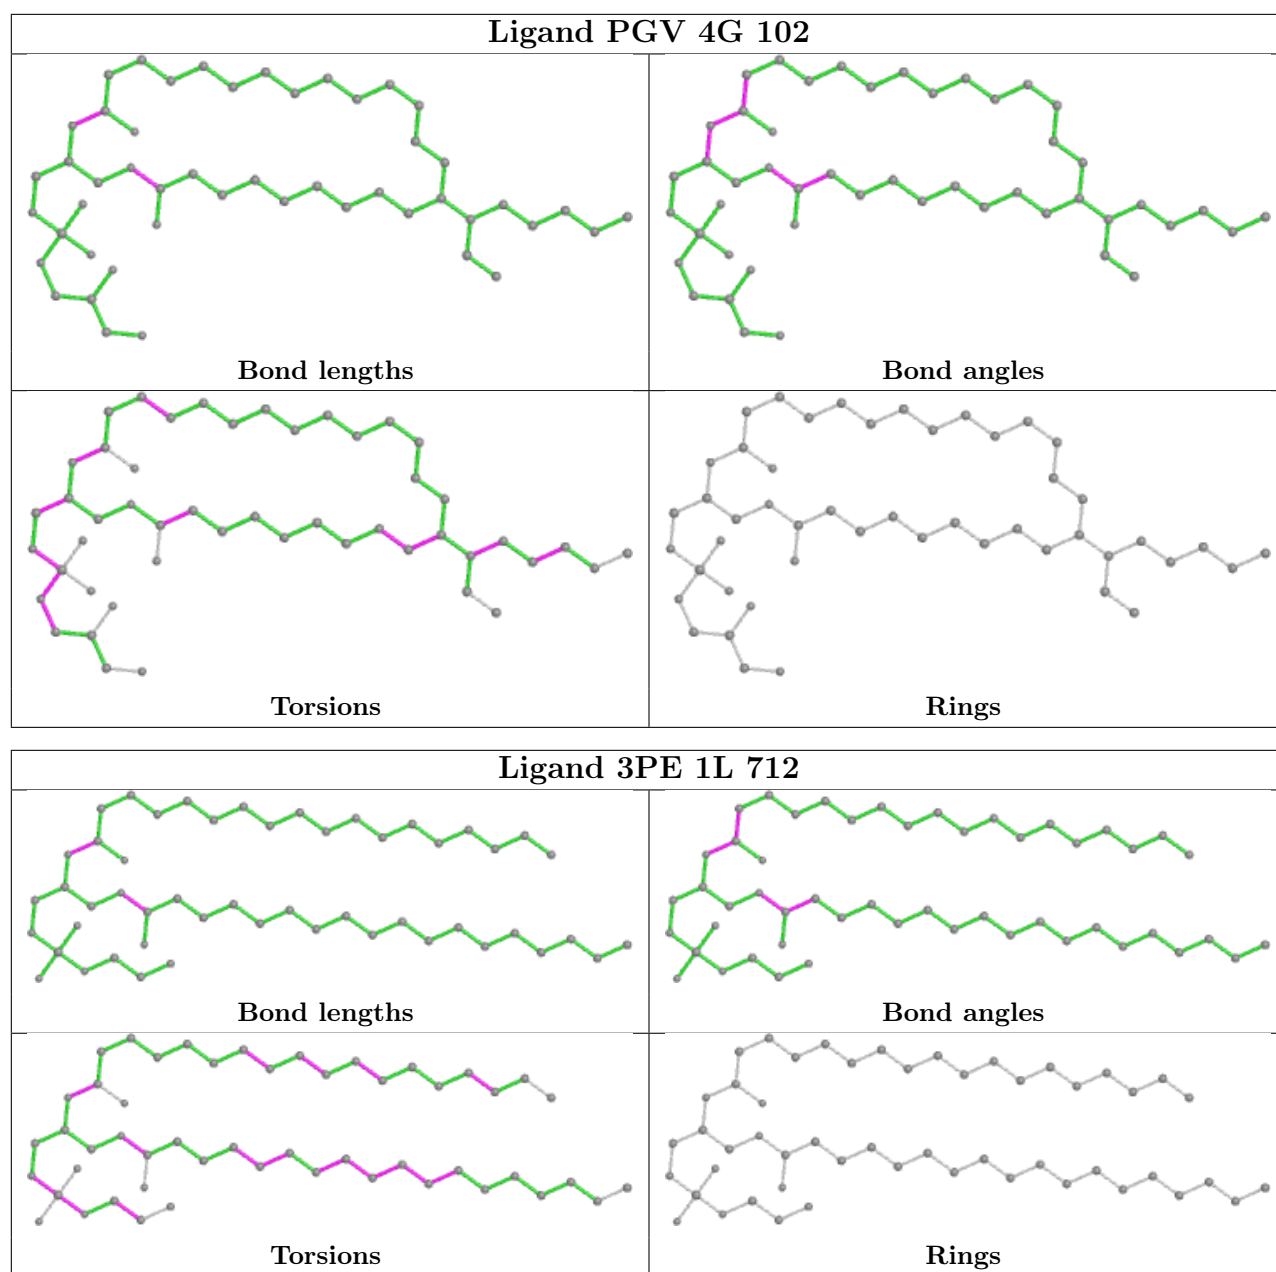 Ligand PGV 4G 102
Bond lengths
Bond angles
Torsions
Rings
Ligand 3PE 1L 712
Bond lengths
Bond angles
Torsions
Rings